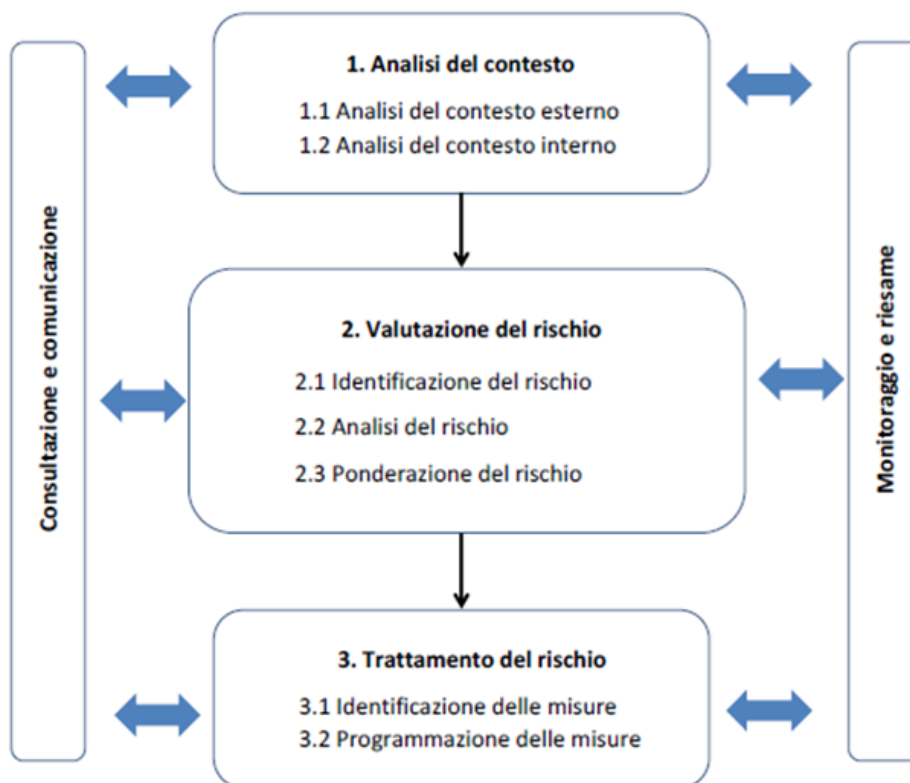 Consultazione e comunicazione
1. Analisi del contesto
1.1 Analisi del contesto esterno
1.2 Analisi del contesto interno
2. Valutazione del rischio
2.1 Identificazione del rischio
2.2 Analisi del rischio
2.3 Ponderazione del rischio
3. Trattamento del rischio
3.1 Identificazione delle misure
3.2 Programmazione delle misure
Monitoraggio e riesame